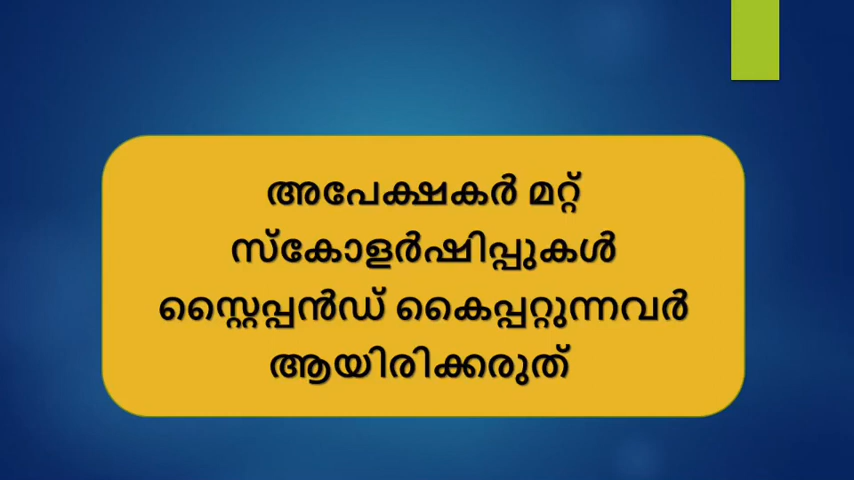 അപേക്ഷകർ മറ്റ്
സ്കോളർഷിപ്പുകൾ
സ്റ്റൈപ്പൻഡ് കൈപ്പറ്റുന്നവർ
ആയിരിക്കരുത്